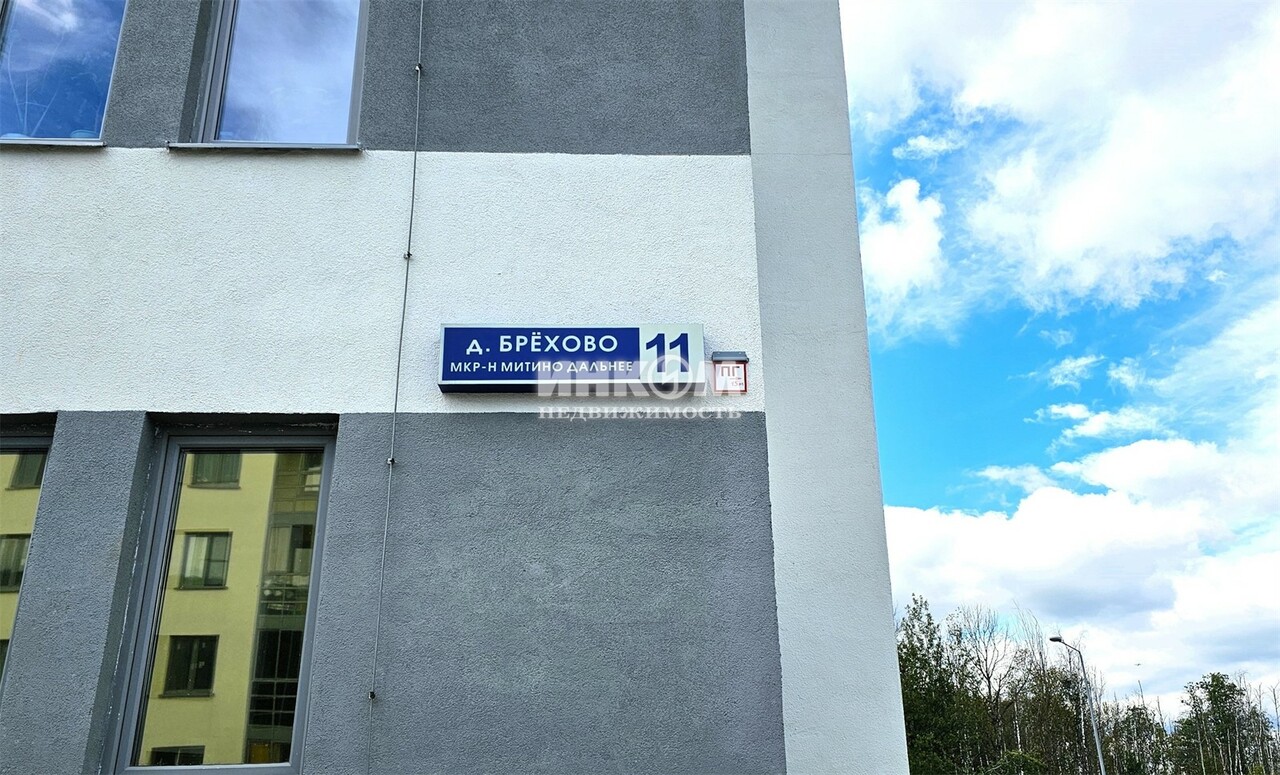 д. БРЁХОВО
МКР-Н МИТИНО ДАЛЬНЕЕ
11
ПГ
ИНКОМ
НЕДВИЖИМОСТЬ